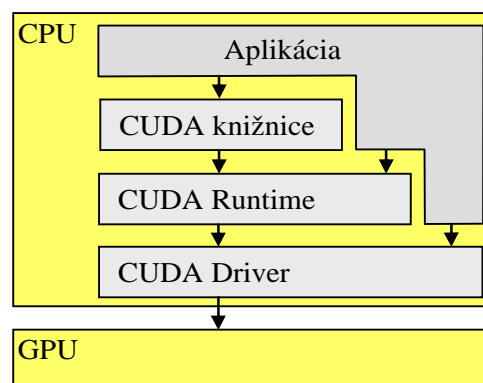 CPU
Aplikácia
CUDA knižnice
CUDA Runtime
CUDA Driver
GPU